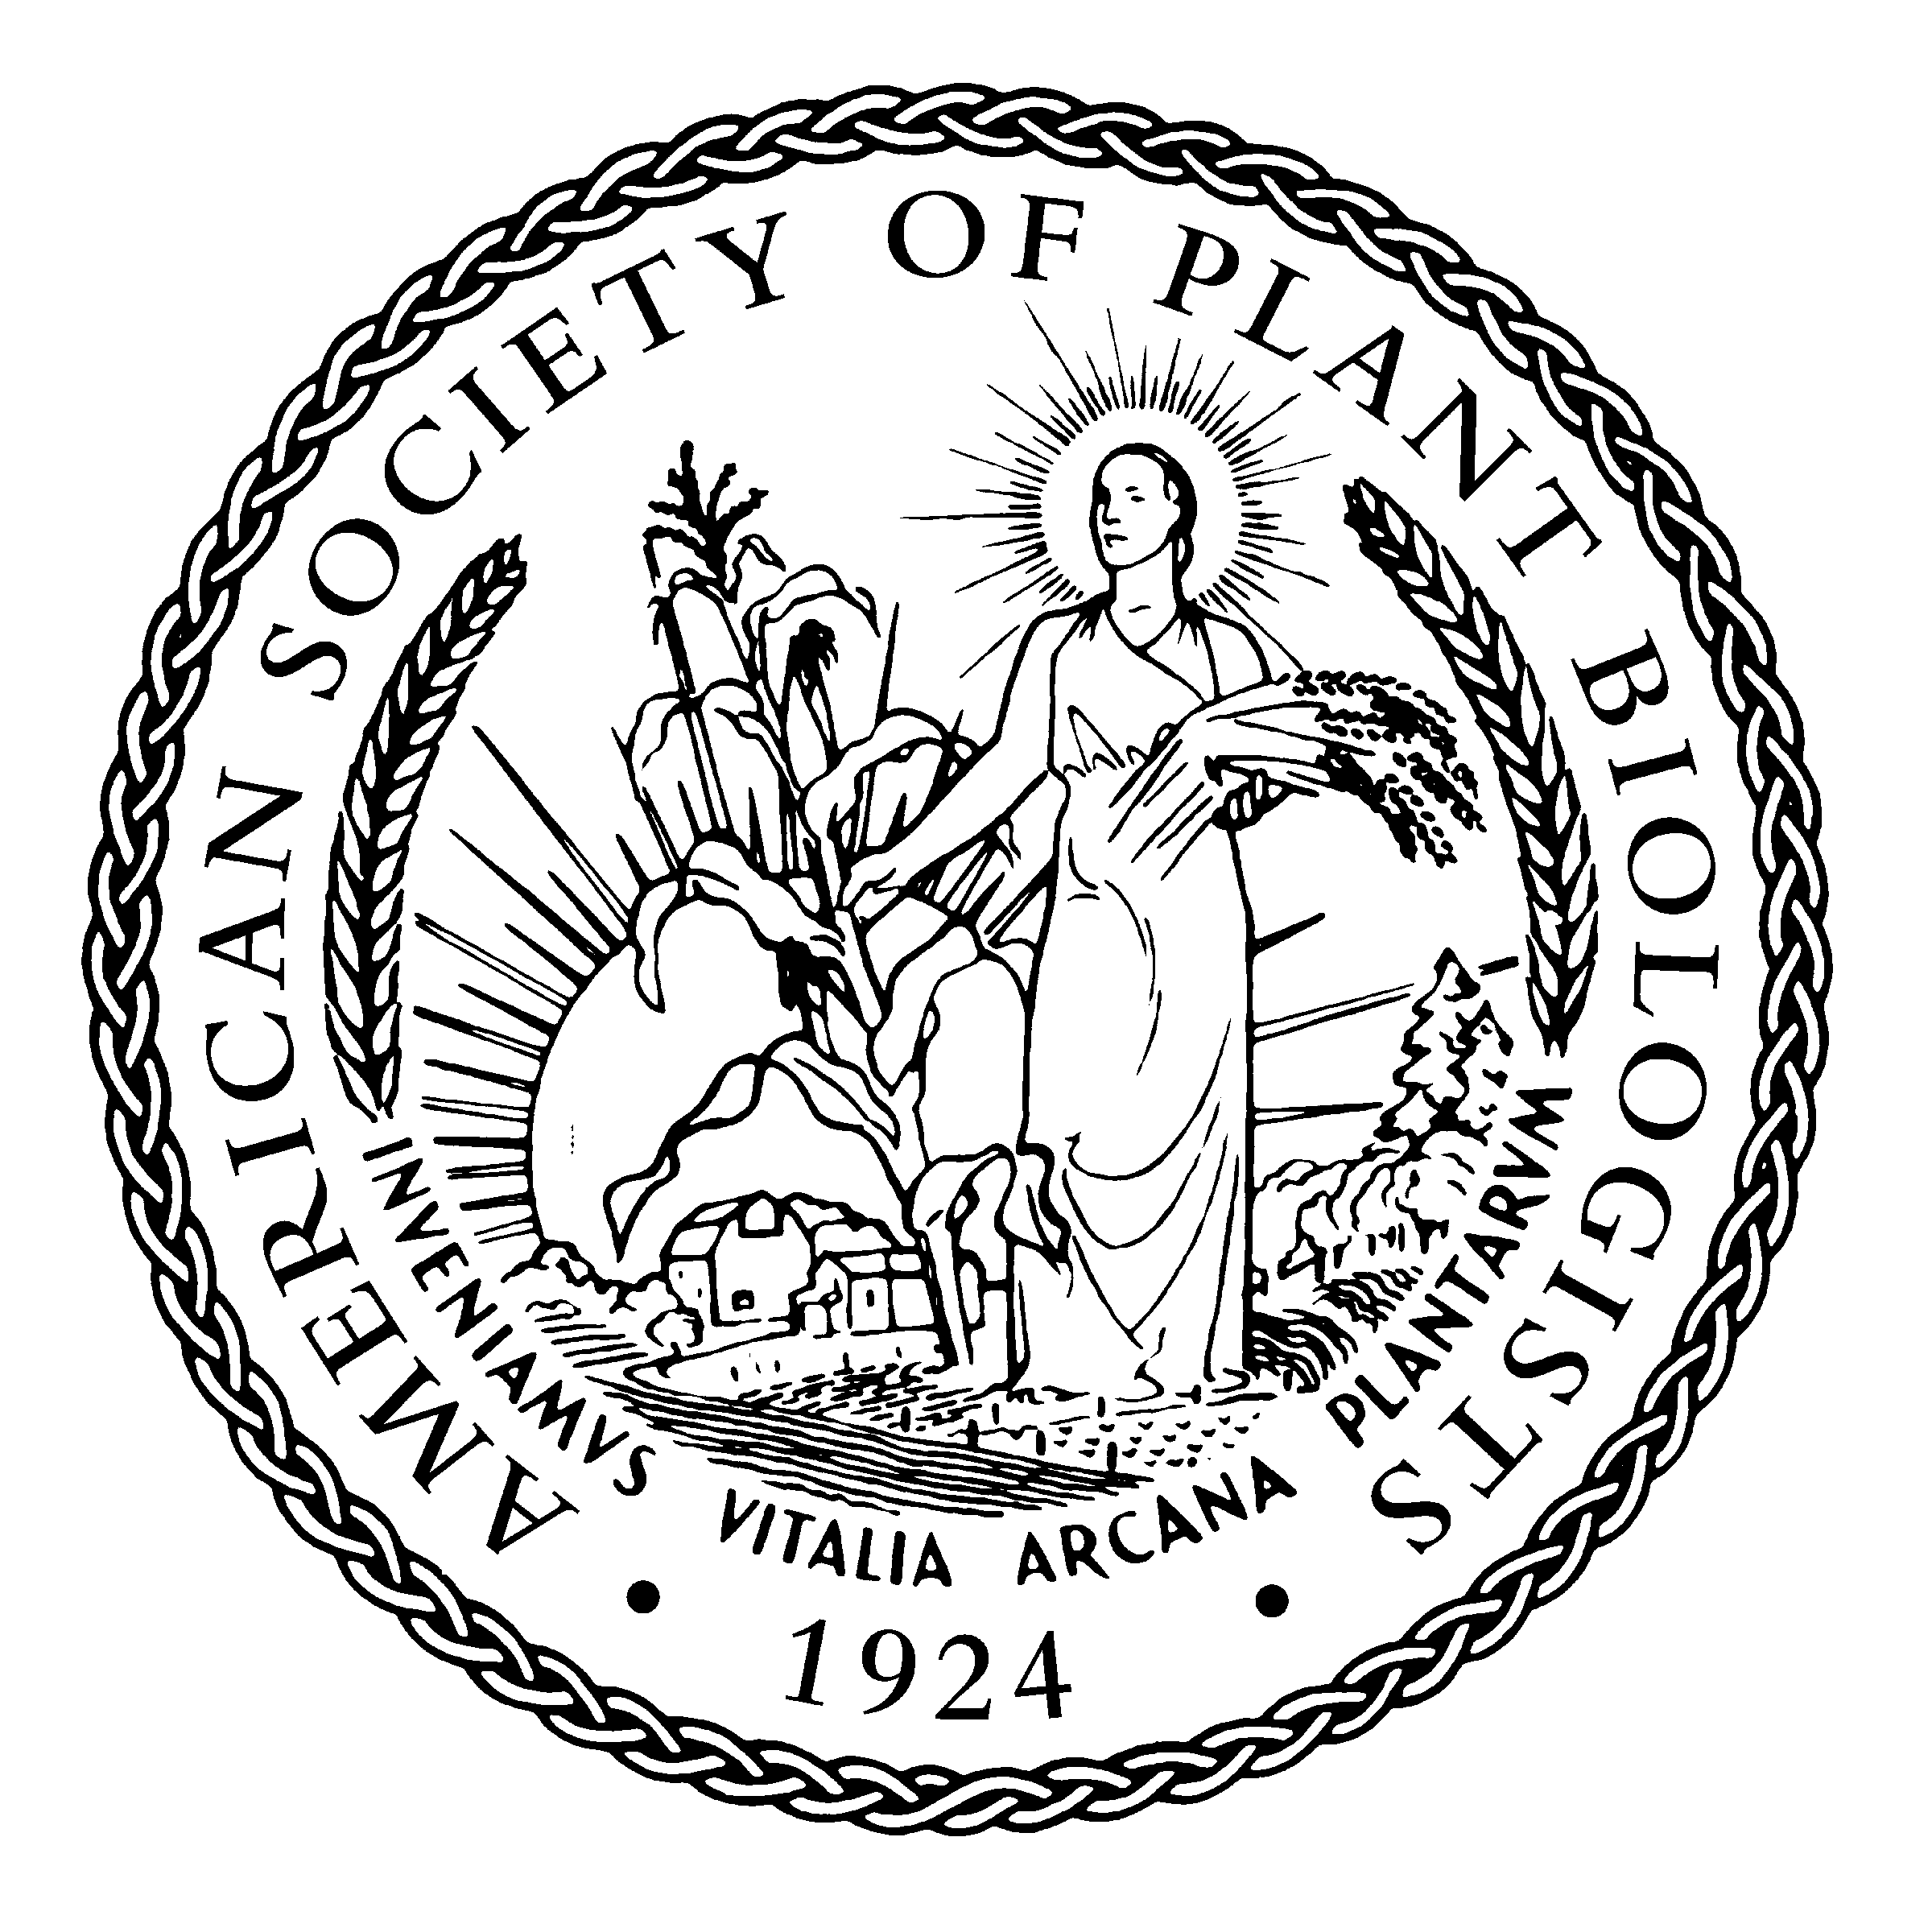 AMERICAN SOCIETY OF PLANT BIOLOGISTS
INVENIAMVS VITALIA ARCANA PLANTARVM
• 1924 •